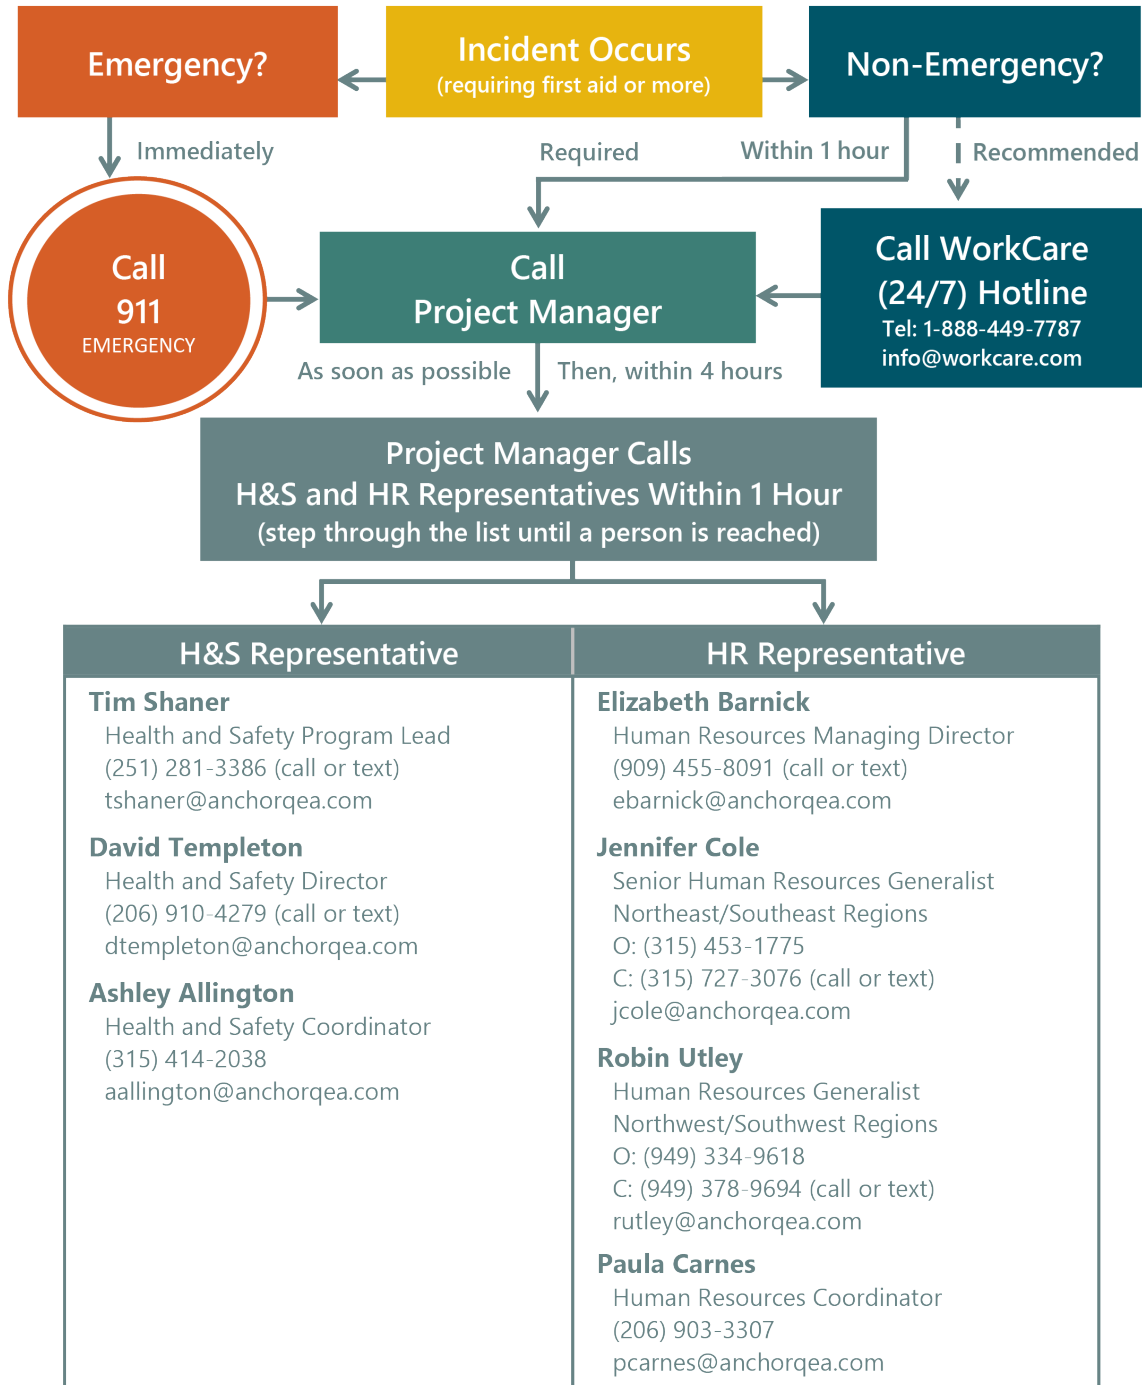 Emergency?
Incident Occurs
(requiring first aid or more)
Non-Emergency?
Immediately
Required
Within 1 hour
Recommended
Call
911
EMERGENCY
Call
Project Manager
Call WorkCare
(24/7) Hotline
Tel: 1-888-449-7787
info@workcare.com
As soon as possible
Then, within 4 hours
Project Manager Calls
H&S and HR Representatives Within 1 Hour
(step through the list until a person is reached)
H&S Representative
Tim Shaner
Health and Safety Program Lead
(251) 281-3386 (call or text)
tshaner@anchorqea.com
David Templeton
Health and Safety Director
(206) 910-4279 (call or text)
dtempleton@anchorqea.com
Ashley Allington
Health and Safety Coordinator
(315) 414-2038
aallington@anchorqea.com
HR Representative
Elizabeth Barnick
Human Resources Managing Director
(909) 455-8091 (call or text)
ebarnick@anchorqea.com
Jennifer Cole
Senior Human Resources Generalist
Northeast/Southeast Regions
O: (315) 453-1775
C: (315) 727-3076 (call or text)
jcole@anchorqea.com
Robin Utley
Human Resources Generalist
Northwest/Southwest Regions
O: (949) 334-9618
C: (949) 378-9694 (call or text)
rutley@anchorqea.com
Paula Carnes
Human Resources Coordinator
(206) 903-3307
pcarnes@anchorqea.com